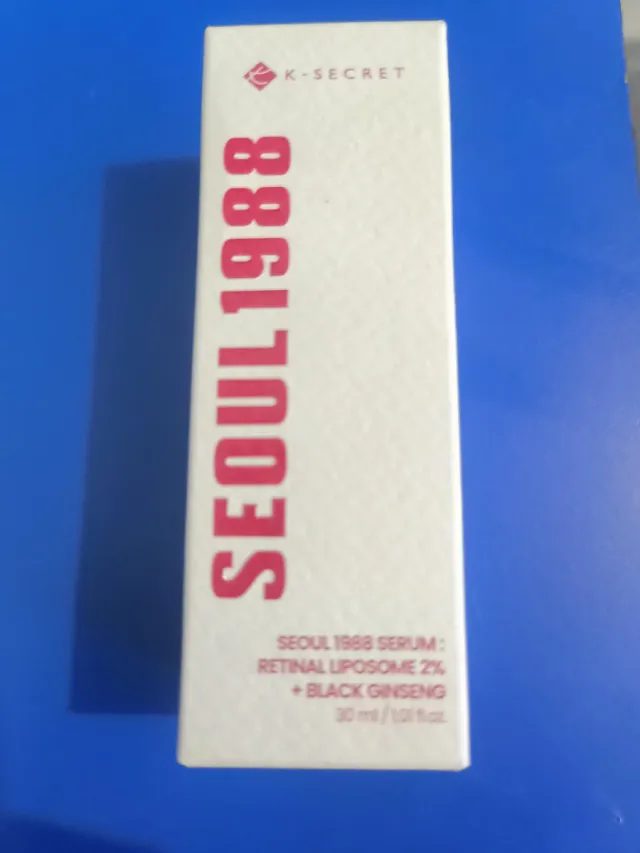 K-SECRET
SEOUL1988
SEOUL 1988 SERUM :
RETINAL LIPOSOME 2%
+ BLACK GINSENG
30 ml / 1.01 fl oz.